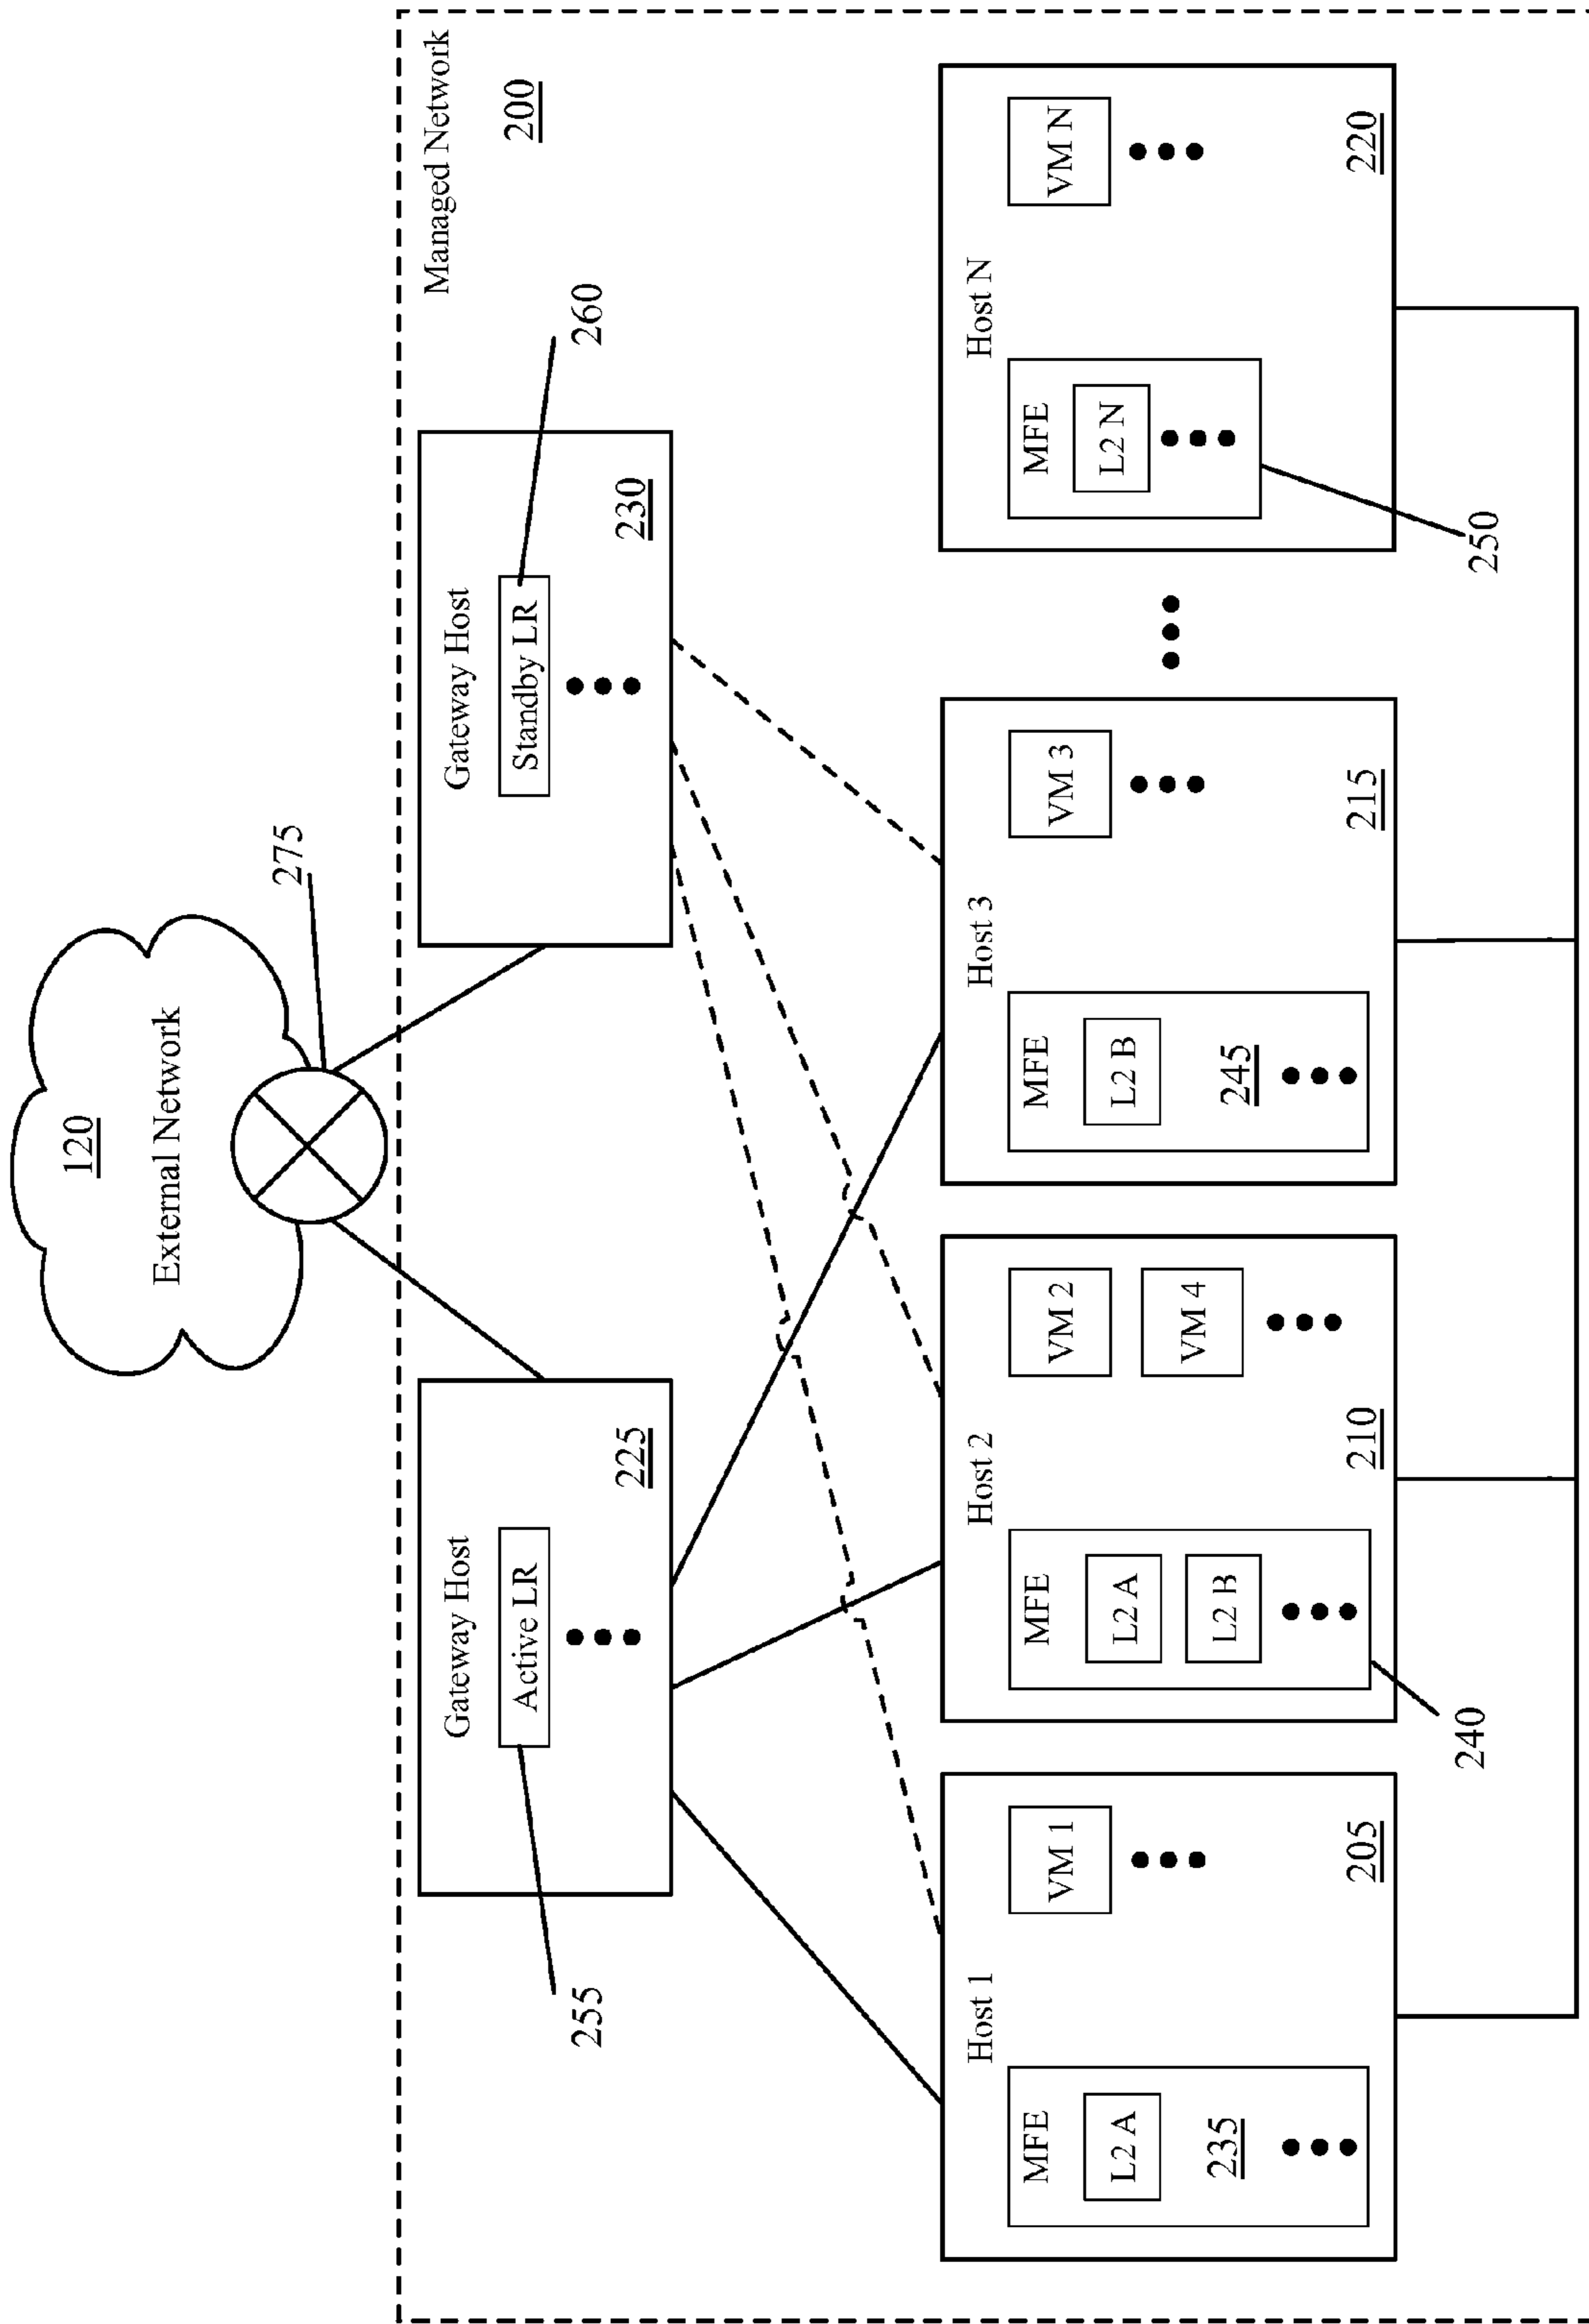 120
External Network
275
Managed Network
200
Gateway Host
Active LR
225
255
Gateway Host
Standby LR
230
260
Host 1
MFE
L2 A
235
VM 1
205
Host 2
MFE
L2 A
L2 B
VM 2
VM 4
210
240
Host 3
MFE
L2 B
245
VM 3
215
Host N
MFE
L2 N
VM N
220
250